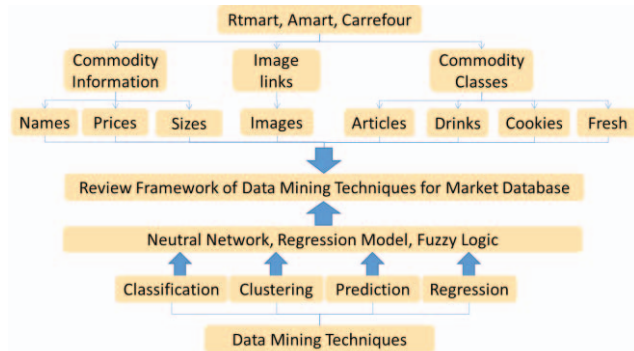 Rtmart, Amart, Carrefour
Commodity
Information
Image
links
Commodity
Classes
Names
Prices
Sizes
Images
Articles
Drinks
Cookies
Fresh
Review Framework of Data Mining Techniques for Market Database
Neutral Network, Regression Model, Fuzzy Logic
Classification
Clustering
Prediction
Regression
Data Mining Techniques